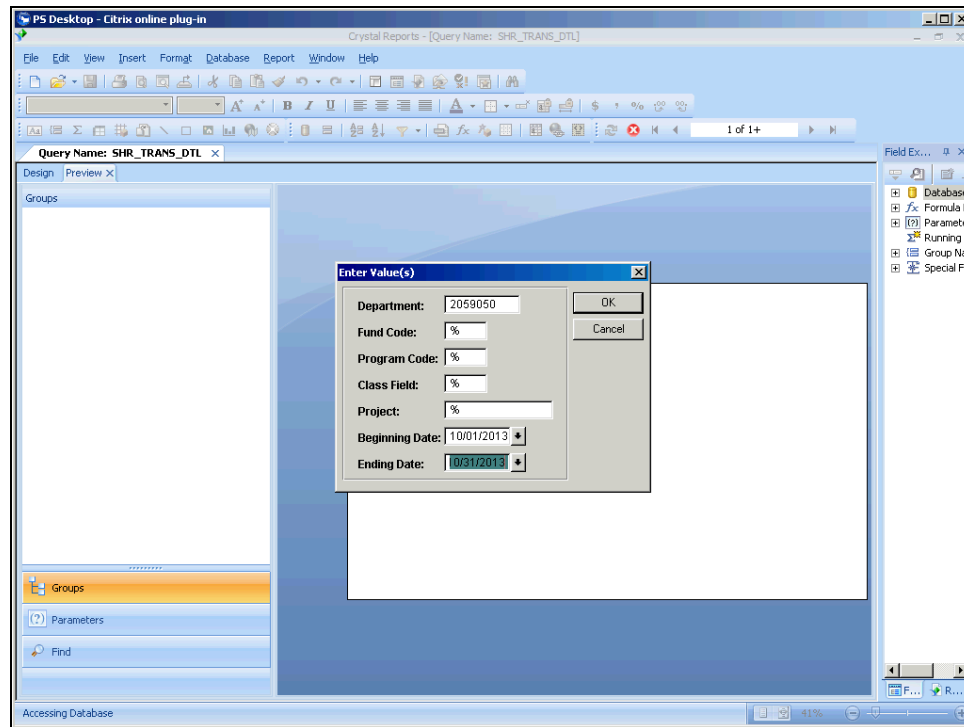 PS Desktop - Citrix online plug-in
Crystal Reports - [Query Name: SHR_TRANS_DTL]
File Edit View Insert Format Database Report Window Help
B I U A $ , %
1 of 1+
Query Name: SHR_TRANS_DTL
Field Ex...
Design Preview
Groups
Database
Formula
Paramete
Running
Group Na
Special F
Enter Value(s)
Department: 2059050
OK
Fund Code: %
Cancel
Program Code: %
Class Field: %
Project: %
Beginning Date: 10/01/2013
Ending Date: 0/31/2013
Groups
Parameters
Find
F... R...
Accessing Database
41%